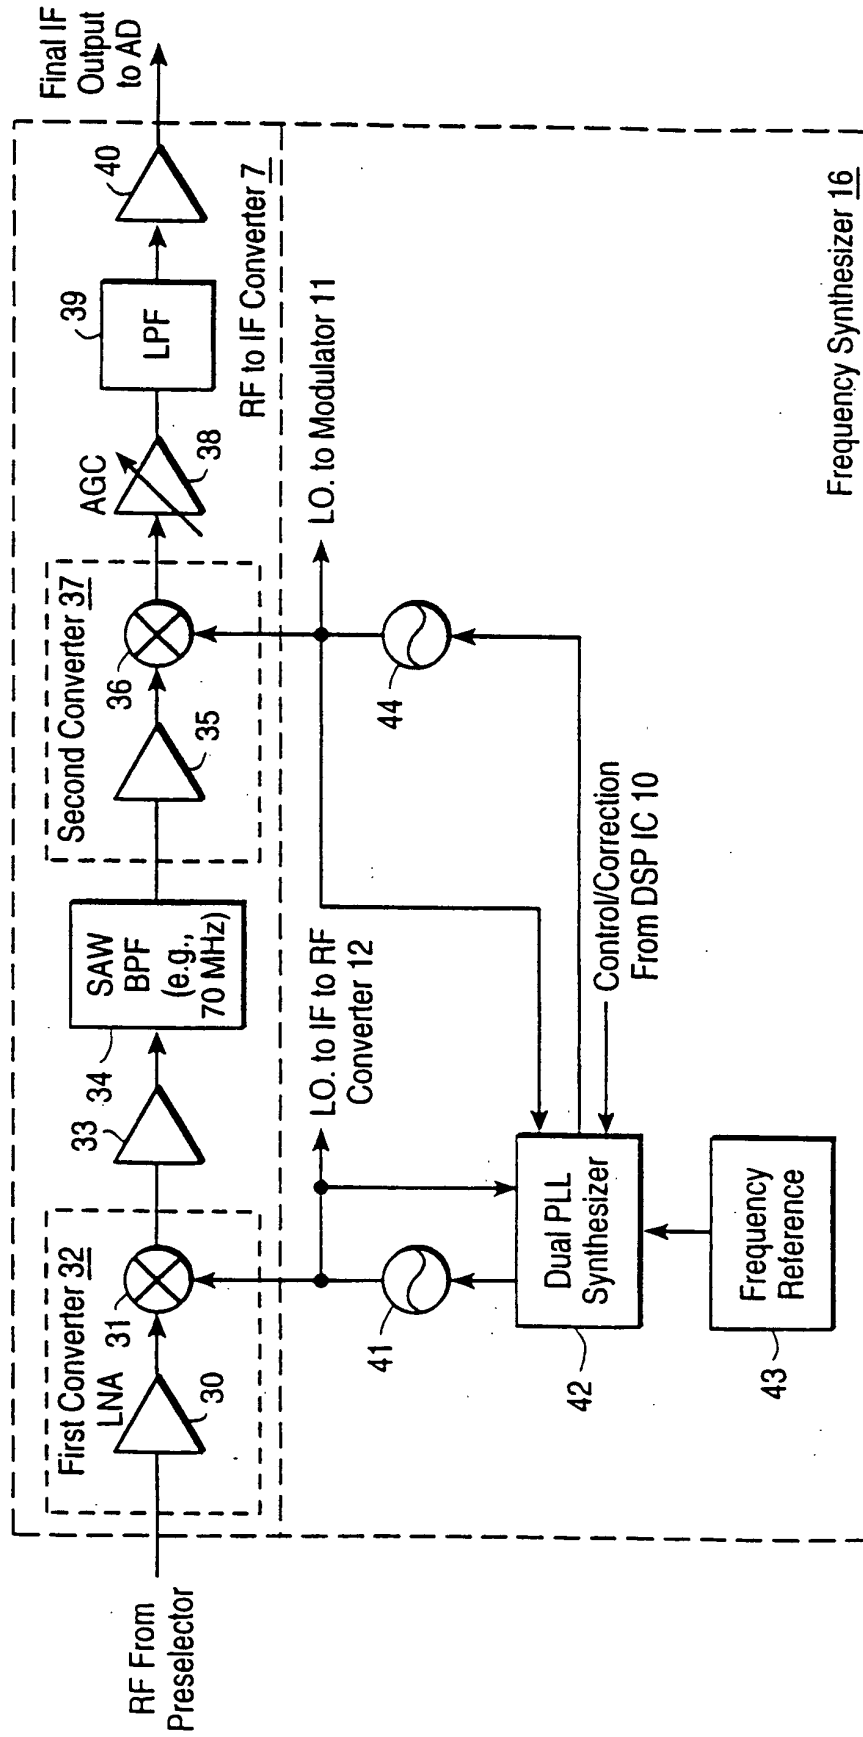 Final IF
Output
to AD
40
RF to IF Converter 7
39
LPF
AGC
38
Second Converter 37
36
35
SAW
BPF
(e.g.,
70 MHz)
34
33
First Converter 32
LNA
31
30
RF From
Preselector
LO. to Modulator 11
44
LO. to IF to RF
Converter 12
41
Control/Correction
From DSP IC 10
Dual PLL
Synthesizer
42
Frequency
Reference
43
Frequency Synthesizer 16